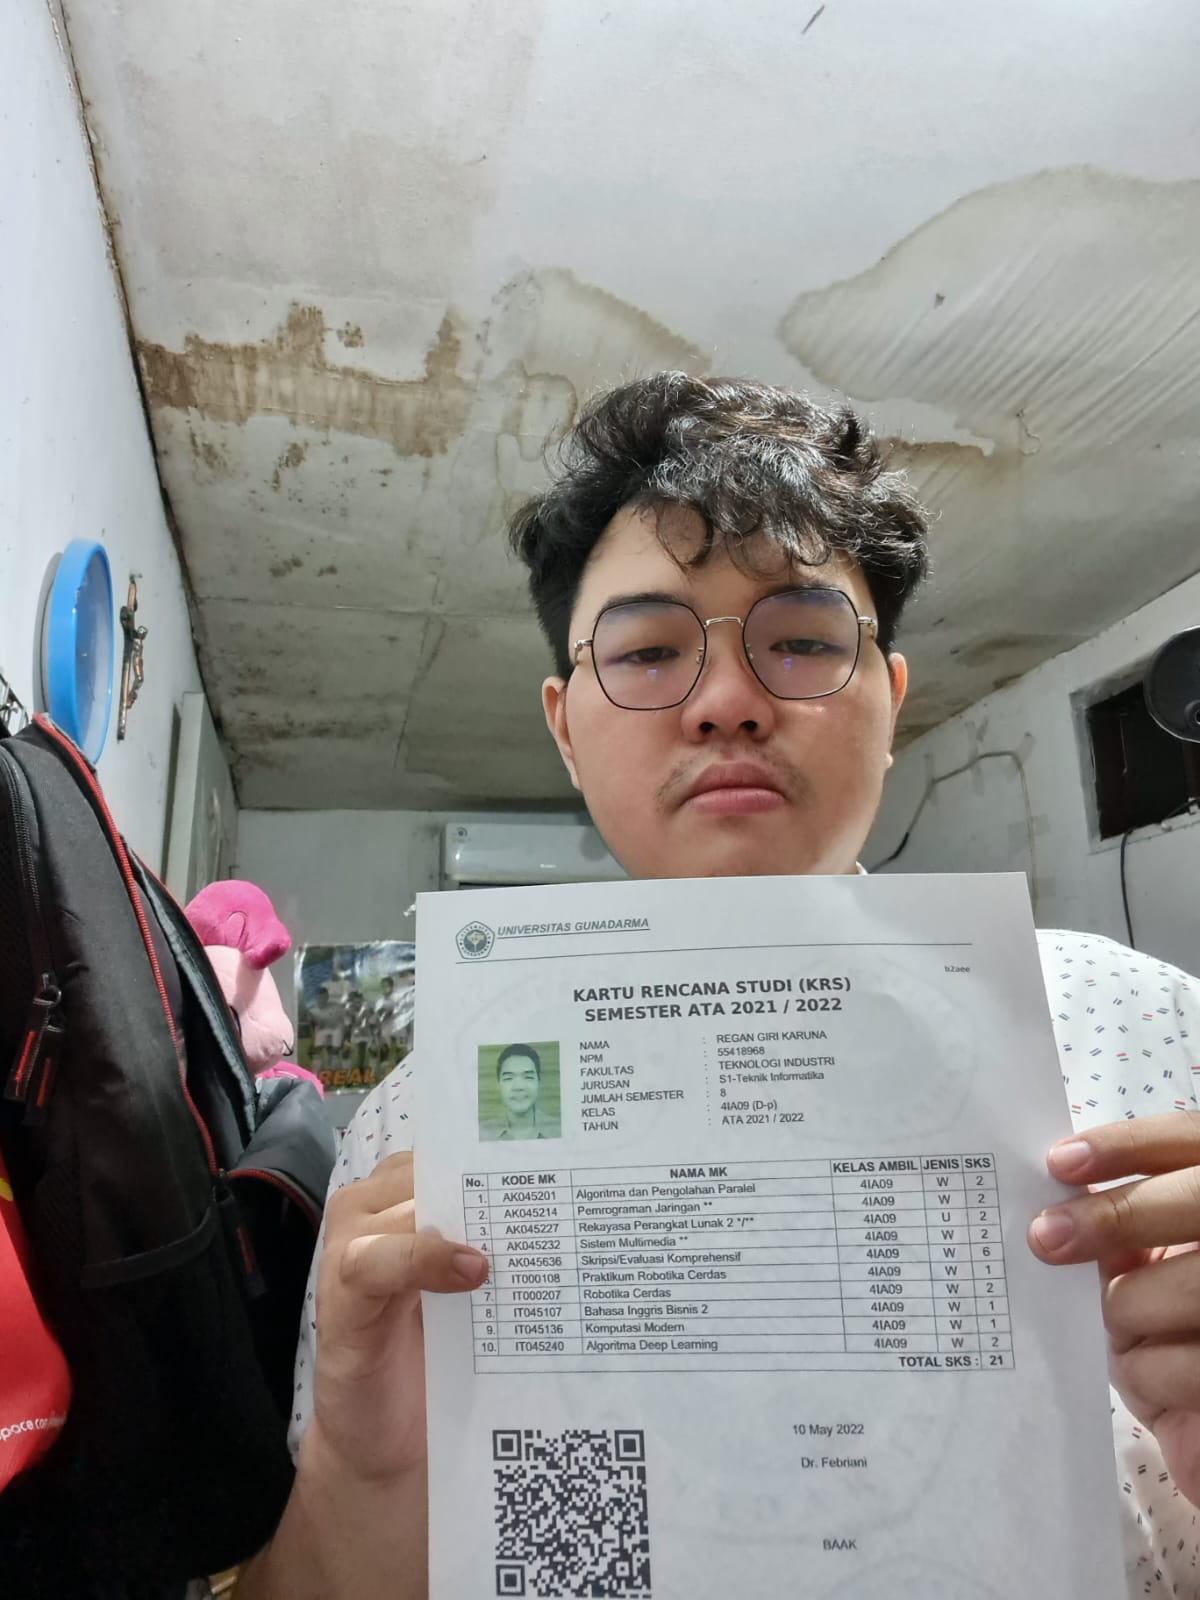 UNIVERSITAS GUNADARMA
b2aee
KARTU RENCANA STUDI (KRS)
SEMESTER ATA 2021 / 2022
NAMA : REGAN GIRI KARUNA
NPM : 55418968
FAKULTAS : TEKNOLOGI INDUSTRI
JURUSAN : S1-Teknik Informatika
JUMLAH SEMESTER : 8
KELAS : 4IA09 (D-p)
TAHUN : ATA 2021 / 2022
No. KODE MK NAMA MK KELAS AMBIL JENIS SKS
1. AK045201 Algoritma dan Pengolahan Paralel 4IA09 W 2
2. AK045214 Pemrograman Jaringan ** 4IA09 W 2
3. AK045227 Rekayasa Perangkat Lunak 2 */** 4IA09 U 2
4. AK045232 Sistem Multimedia ** 4IA09 W 2
AK045636 Skripsi/Evaluasi Komprehensif 4IA09 W 6
6. IT000108 Praktikum Robotika Cerdas 4IA09 W 1
7. IT000207 Robotika Cerdas 4IA09 W 2
8. IT045107 Bahasa Inggris Bisnis 2 4IA09 W 1
9. IT045136 Komputasi Modern 4IA09 W 1
10. IT045240 Algoritma Deep Learning 4IA09 W 2
TOTAL SKS : 21
10 May 2022
Dr. Febriani
BAAK
REAL